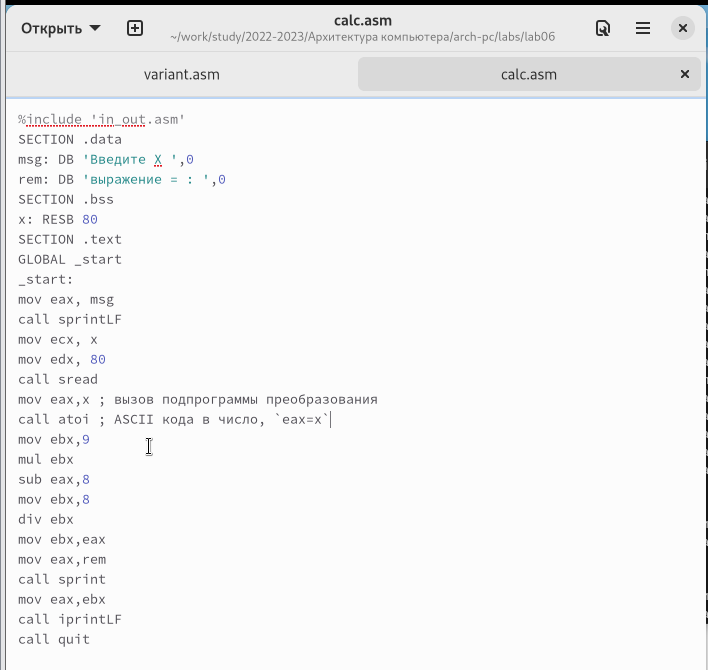 Открыть
calc.asm
~/work/study/2022-2023/Архитектура компьютера/arch-pc/labs/lab06
variant.asm
calc.asm
%include 'in_out.asm'
SECTION .data
msg: DB 'Введите X ',0
rem: DB 'выражение = : ',0
SECTION .bss
x: RESB 80
SECTION .text
GLOBAL _start
_start:
mov eax, msg
call sprintLF
mov ecx, x
mov edx, 80
call sread
mov eax,x ; вызов подпрограммы преобразования
call atoi ; ASCII кода в число, `eax=x`
mov ebx,9
mul ebx
sub eax,8
mov ebx,8
div ebx
mov ebx,eax
mov eax,rem
call sprint
mov eax,ebx
call iprintLF
call quit